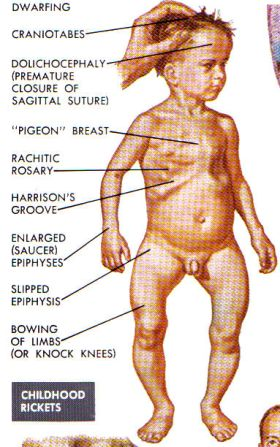 DWARFING
CRANIOTABES
DOLICHOCEPHALY
(PREMATURE
CLOSURE OF
SAGITTAL SUTURE)
"PIGEON" BREAST
RACHITIC
ROSARY
HARRISON'S
GROOVE
ENLARGED
(SAUCER)
EPIPHYSES
SLIPPED
EPIPHYSIS
BOWING
OF LIMBS
(OR KNOCK KNEES)
CHILDHOOD
RICKETS